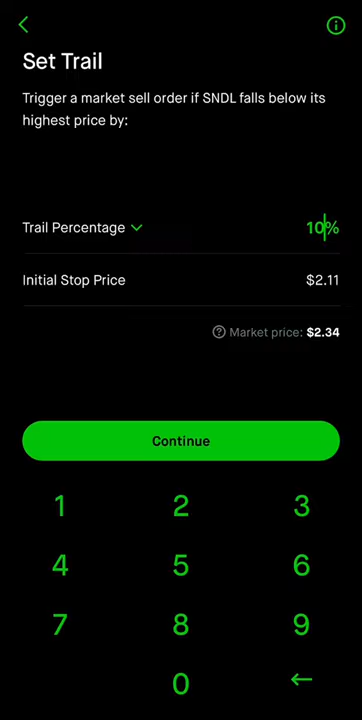 Set Trail
Trigger a market sell order if SNDL falls below its
highest price by:
Trail Percentage 10%
Initial Stop Price $2.11
Market price: $2.34
Continue
1 2 3
4 5 6
7 8 9
0